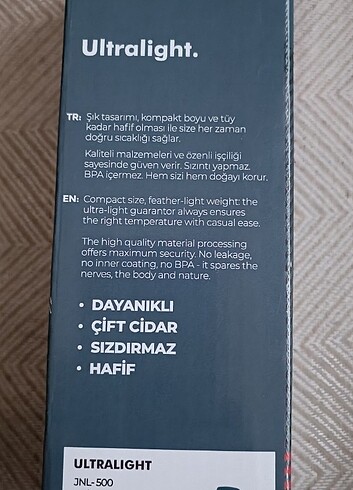 Ultralight.
TR: Şık tasarımı, kompakt boyu ve tüy
kadar hafif olması ile size her zaman
doğru sıcaklığı sağlar.
Kaliteli malzemeleri ve özenli işçiliği
sayesinde güven verir. Sızıntı yapmaz.
BPA içermez. Hem sizi hem doğayı korur.
EN: Compact size, feather-light weight: the
ultra-light guarantor always ensures
the right temperature with casual ease.
The high quality material processing
offers maximum security. No leakage,
no inner coating, no BPA - it spares the
nerves, the body and nature.
• DAYANIKLI
• ÇİFT CİDAR
• SIZDIRMAZ
• HAFİF
ULTRALIGHT
JNL-500